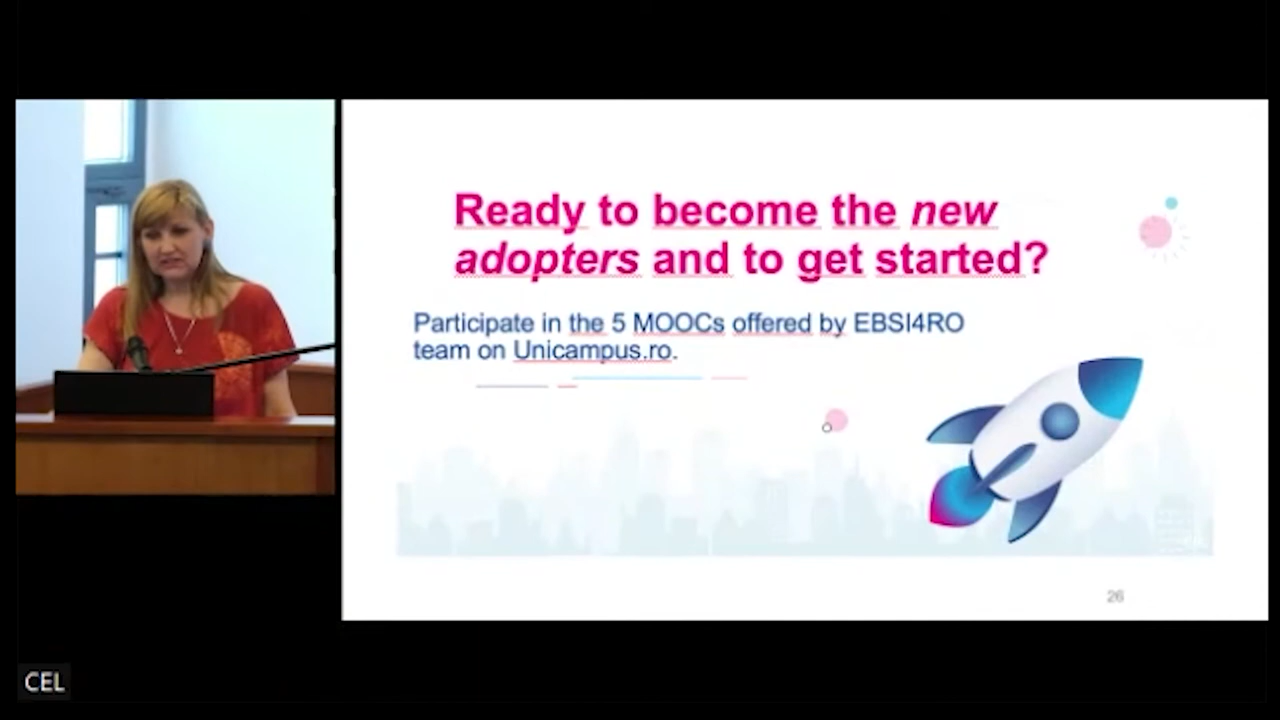 Ready to become the new
adopters and to get started?
Participate in the 5 MOOCs offered by EBSI4RO
team on Unicampus.ro.
26
CEL